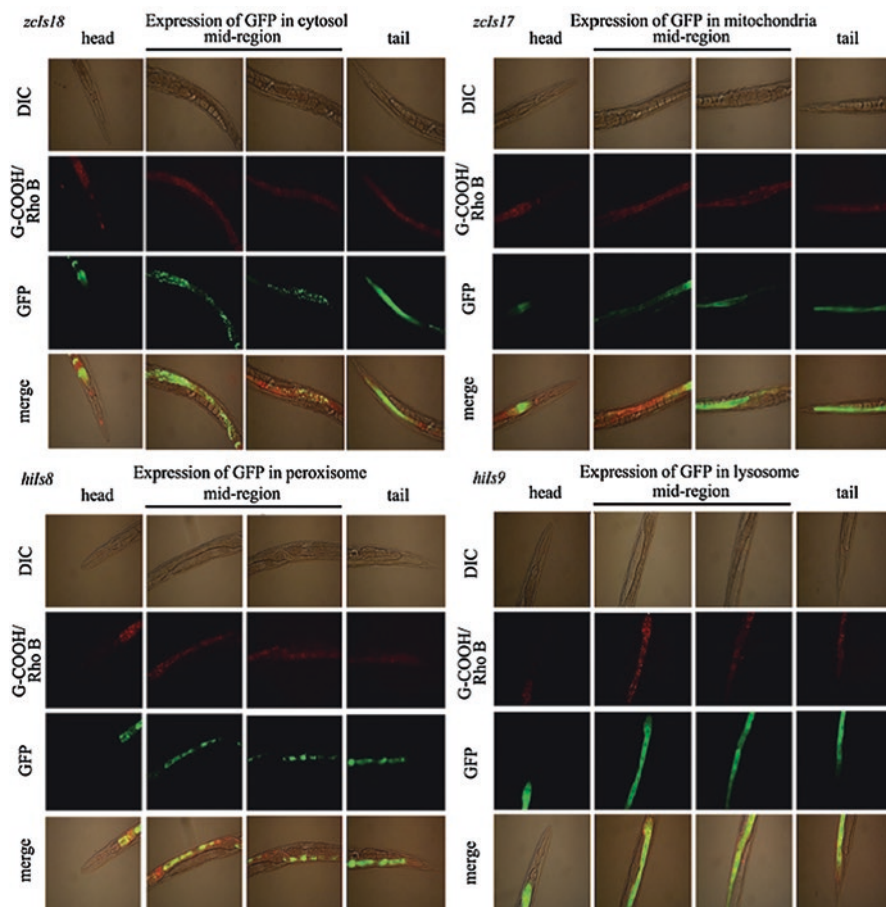 zcIs18
Expression of GFP in cytosol
head
mid-region
tail
DIC
G-COOH/
Rho B
GFP
merge
zcIs17
Expression of GFP in mitochondria
head
mid-region
tail
DIC
G-COOH/
Rho B
GFP
merge
hiIs8
Expression of GFP in peroxisome
head
mid-region
tail
DIC
G-COOH/
Rho B
GFP
merge
hiIs9
Expression of GFP in lysosome
head
mid-region
tail
DIC
G-COOH/
Rho B
GFP
merge